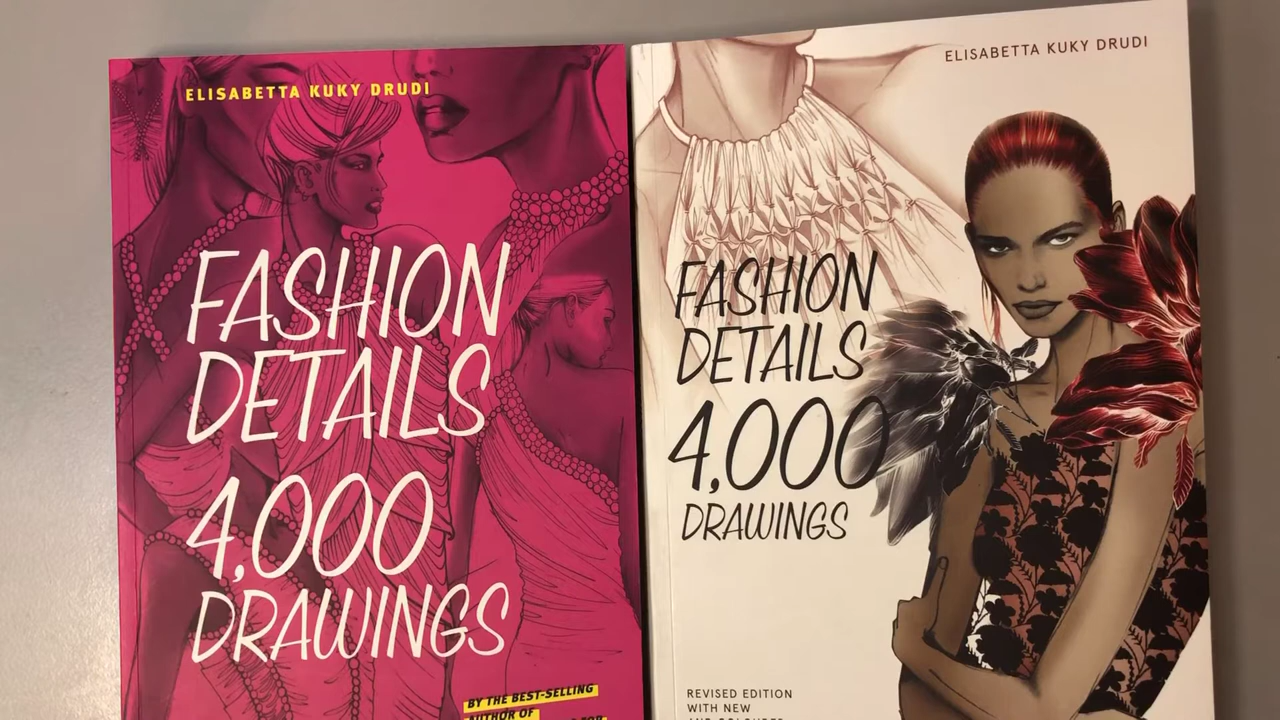 ELISABETTA KUKY DRUDI
FASHION
DETAILS
4,000
DRAWINGS
BY THE BEST-SELLING
AUTHOR OF
ELISABETTA KUKY DRUDI
FASHION
DETAILS
4,000
DRAWINGS
REVISED EDITION
WITH NEW